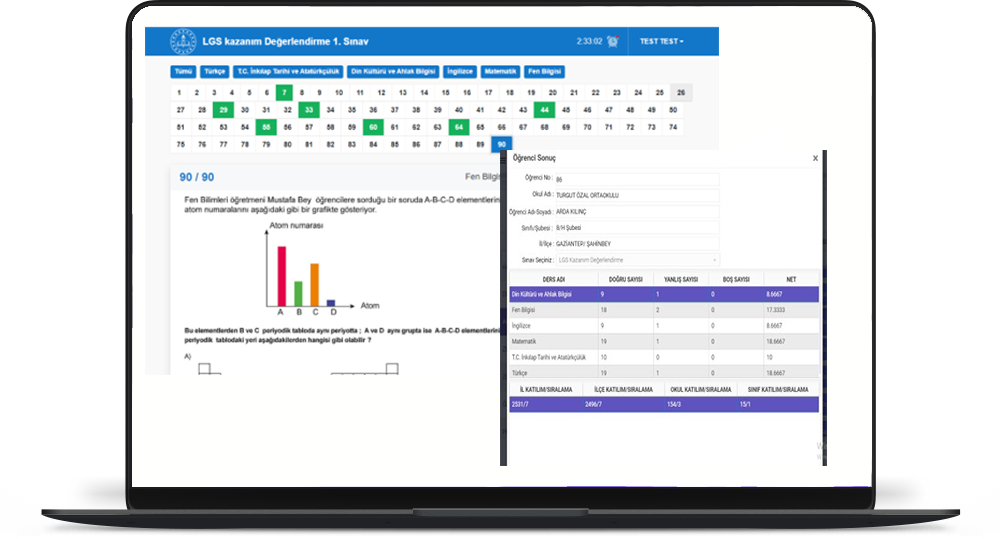 LGS kazanım Değerlendirme 1. Sınav
2:33:02
TEST TEST
Tümü Türkçe T.C. İnkılap Tarihi ve Atatürkçülük Din Kültürü ve Ahlak Bilgisi İngilizce Matematik Fen Bilgisi
1 2 3 4 5 6 7 8 9 10 11 12 13 14 15 16 17 18 19 20 21 22 23 24 25 26
27 28 29 30 31 32 33 34 35 36 37 38 39 40 41 42 43 44 45 46 47 48 49 50
51 52 53 54 55 56 57 58 59 60 61 62 63 64 65 66 67 68 69 70 71 72 73 74
75 76 77 78 79 80 81 82 83 84 85 86 87 88 89 90
90 / 90
Fen Bilgi
Fen Bilimleri öğretmeni Mustafa Bey öğrencilere sorduğu bir soruda A-B-C-D elementlerin
atom numaralarını aşağıdaki gibi bir grafikte gösteriyor.
Atom numarası
Atom
A B C D
Bu elementlerden B ve C periyodik tabloda aynı periyotta ; A ve D aynı grupta ise A-B-C-D elementlerini
periyodik tablodaki yeri aşağıdakilerden hangisi gibi olabilir ?
A)
Öğrenci Sonuç x
Öğrenci No : 86
Okul Adı : TURGUT ÖZAL ORTAOKULU
Öğrenci Adı-Soyadı : ARDA KILINÇ
Sınıfı/Şubesi : 8/H Şubesi
İl/İlçe : GAZİANTEP/ ŞAHİNBEY
Sınav Seçiniz : LGS Kazanım Değerlendirme
DERS ADI DOĞRU SAYISI YANLIŞ SAYISI BOŞ SAYISI NET
Din Kültürü ve Ahlak Bilgisi 9 1 0 8.6667
Fen Bilgisi 18 2 0 17.3333
İngilizce 9 1 0 8.6667
Matematik 19 1 0 18.6667
T.C. İnkılap Tarihi ve Atatürkçülük 10 0 0 10
Türkçe 19 1 0 18.6667
İL KATILIM/SIRALAMA İLÇE KATILIM/SIRALAMA OKUL KATILIM/SIRALAMA SINIF KATILIM/SIRALAMA
2531/7 2496/7 154/3 15/1